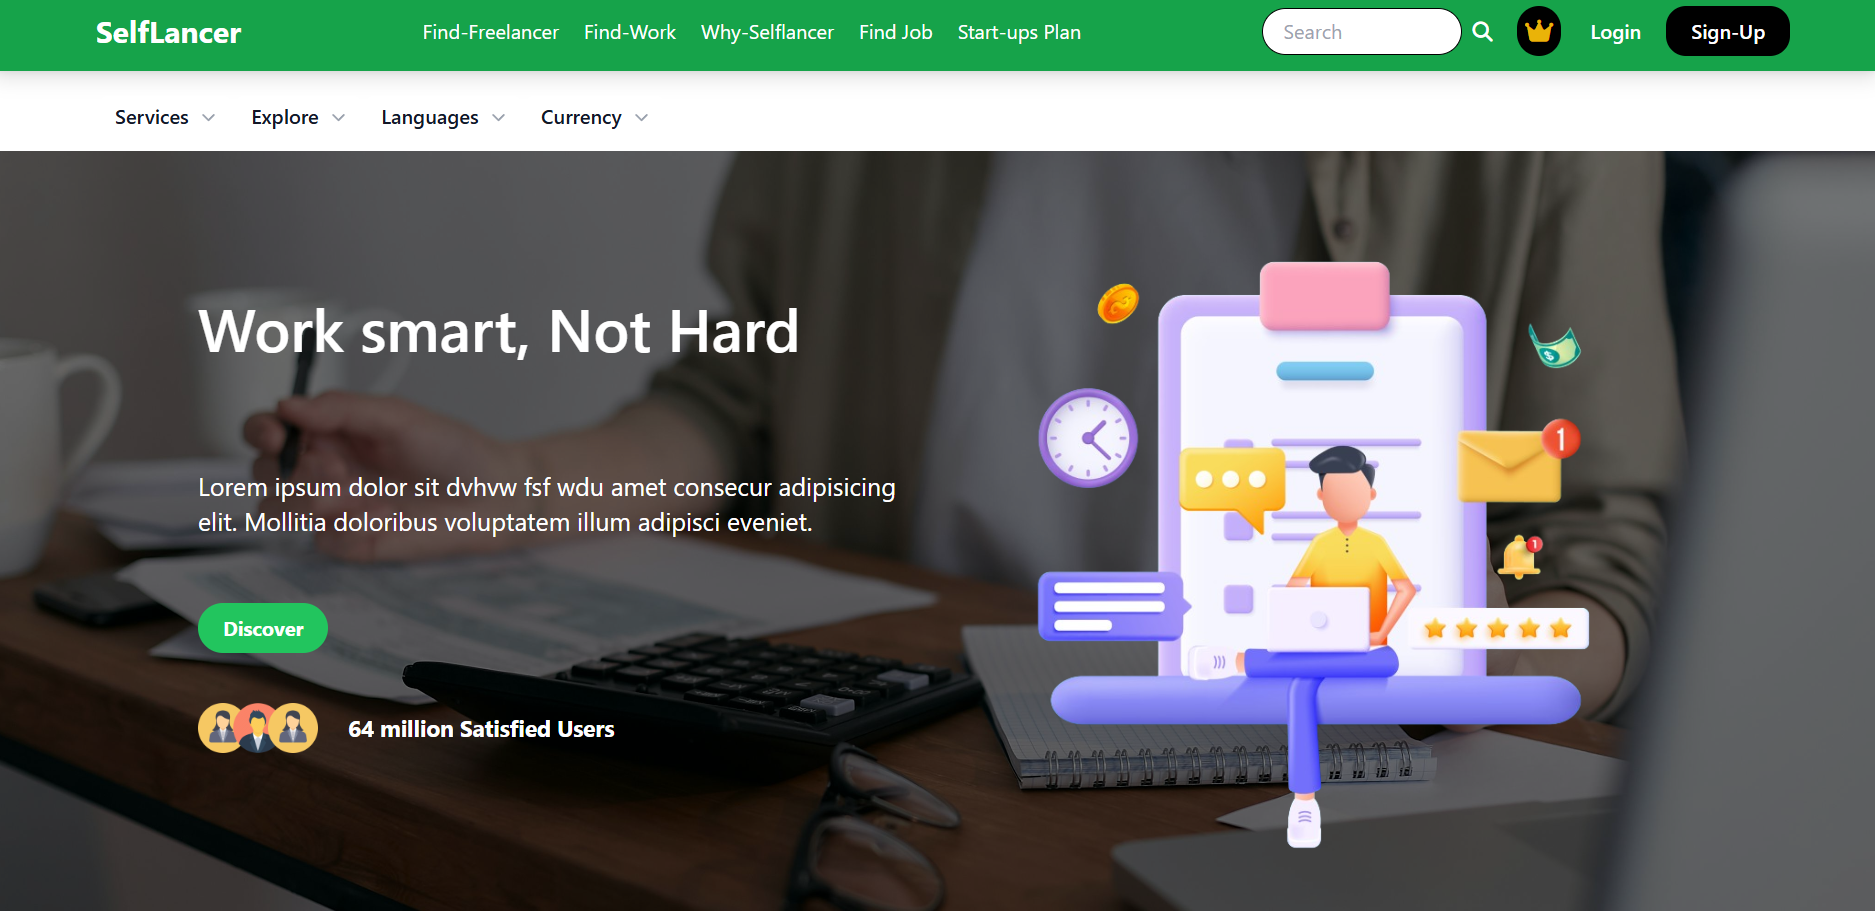 SelfLancer
Find-Freelancer
Find-Work
Why-Selflancer
Find Job
Start-ups Plan
Search
Login
Sign-Up
Services
Explore
Languages
Currency
Work smart, Not Hard
1
1
Lorem ipsum dolor sit dvhvw fsf wdu amet consecur adipisicing
elit. Mollitia doloribus voluptatem illum adipisci eveniet.
Discover
64 million Satisfied Users